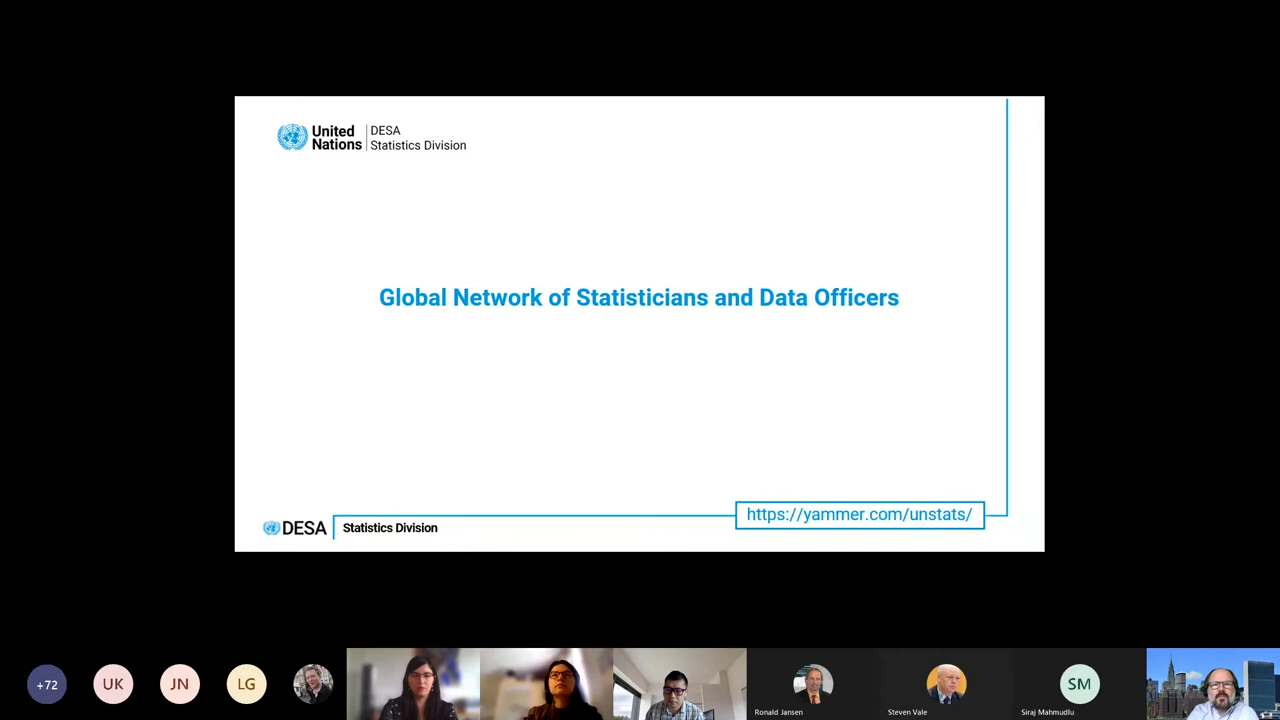 United
Nations
DESA
Statistics Division
Global Network of Statisticians and Data Officers
https://yammer.com/unstats/
DESA
Statistics Division
+72
UK
JN
LG
Ronald Jansen
Steven Vale
SM
Siraj Mahmudlu